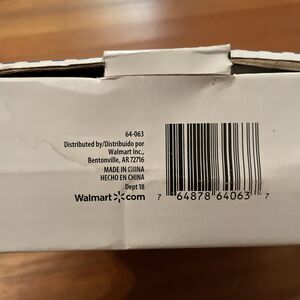 64-063
Distributed by/Distribuido por
Walmart Inc.,
Bentonville, AR 72716
MADE IN CHINA
HECHO EN CHINA
Dept 18
Walmart.com
7 64878 64063 7